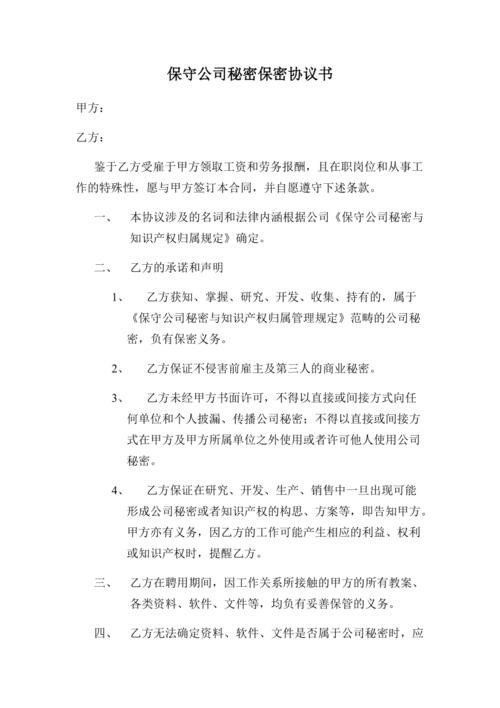 保守公司秘密保密协议书
甲方：
乙方：
鉴于乙方受雇于甲方领取工资和劳务报酬，且在职岗位和从事工
作的特殊性，愿与甲方签订本合同，并自愿遵守下述条款。
一、 本协议涉及的名词和法律内涵根据公司《保守公司秘密与
知识产权归属规定》确定。
二、 乙方的承诺和声明
1、 乙方获知、掌握、研究、开发、收集、持有的，属于
《保守公司秘密与知识产权归属管理规定》范畴的公司秘
密，负有保密义务。
2、 乙方保证不侵害前雇主及第三人的商业秘密。
3、 乙方未经甲方书面许可，不得以直接或间接方式向任
何单位和个人披漏、传播公司秘密；不得以直接或间接方
式在甲方及甲方所属单位之外使用或者许可他人使用公司
秘密。
4、 乙方保证在研究、开发、生产、销售中一旦出现可能
形成公司秘密或者知识产权的构思、方案等，即告知甲方。
甲方亦有义务，因乙方的工作可能产生相应的利益、权利
或知识产权时，提醒乙方。
三、 乙方在聘用期间，因工作关系所接触的甲方的所有教案、
各类资料、软件、文件等，均负有妥善保管的义务。
四、 乙方无法确定资料、软件、文件是否属于公司秘密时，应